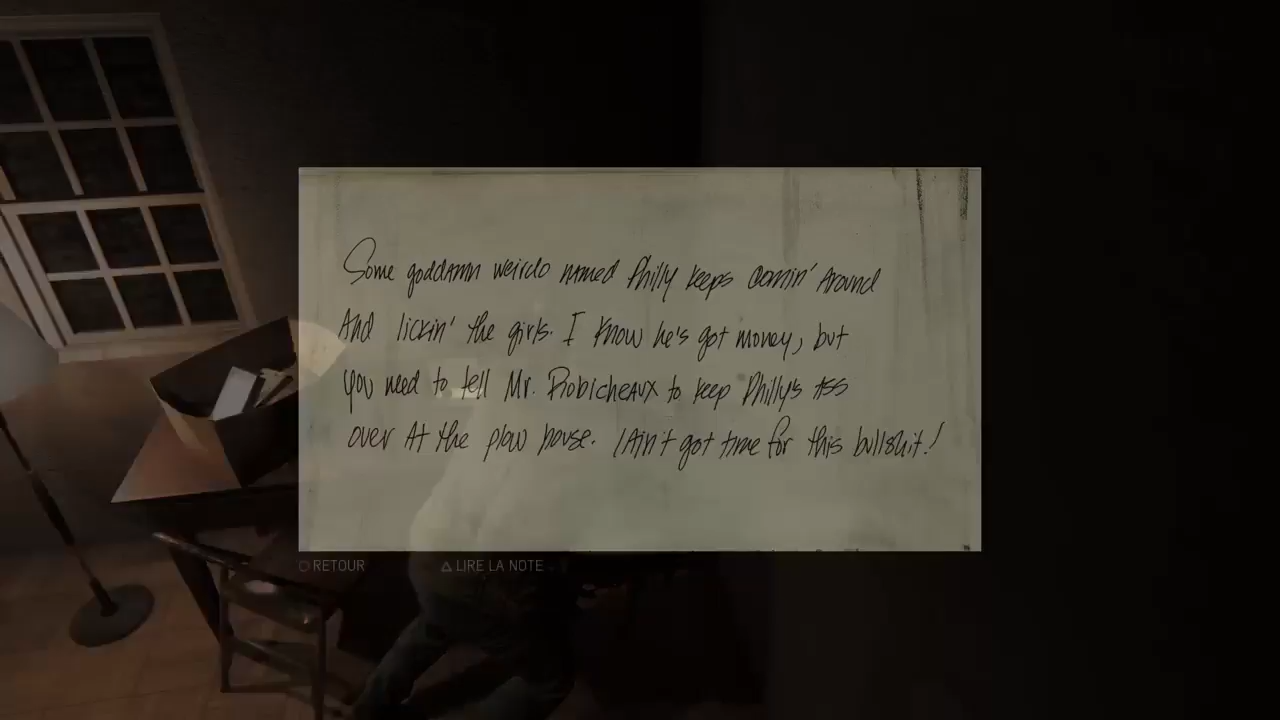 Some goddamn weirdo named Philly keeps comin' around
And lickin' the girls. I know he's got money, but
you need to tell Mr. Robicheaux to keep Philly's ass
over at the plow house. I Ain't got time for this bullshit!
RETOUR
LIRE LA NOTE